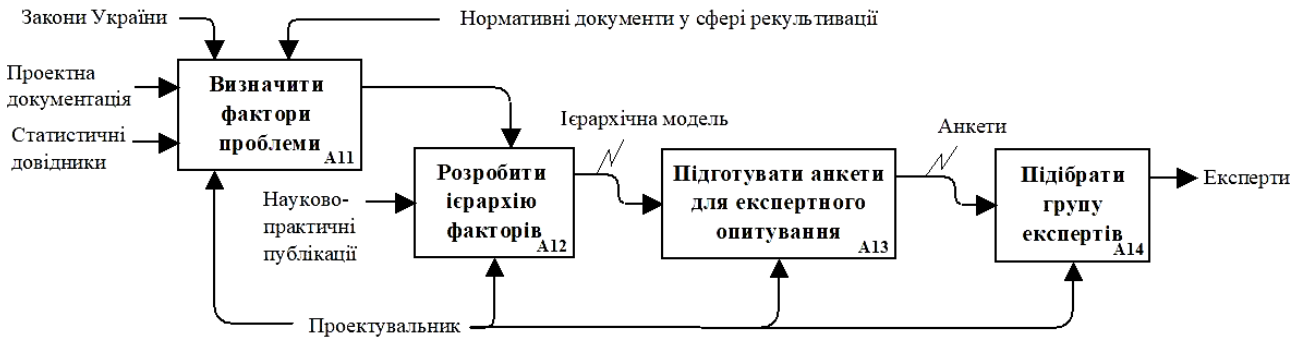 Закони України
Нормативні документи у сфері рекультивації
Проектна
документація
Статистичні
довідники
Визначити
фактори
проблеми
А11
Ієрархічна модель
Анкети
Розробити
ієрархію
факторів
А12
Підготувати анкети
для експертного
опитування
А13
Підібрати
групу
експертів
А14
Експерти
Науково-
практичні
публікації
Проектувальник